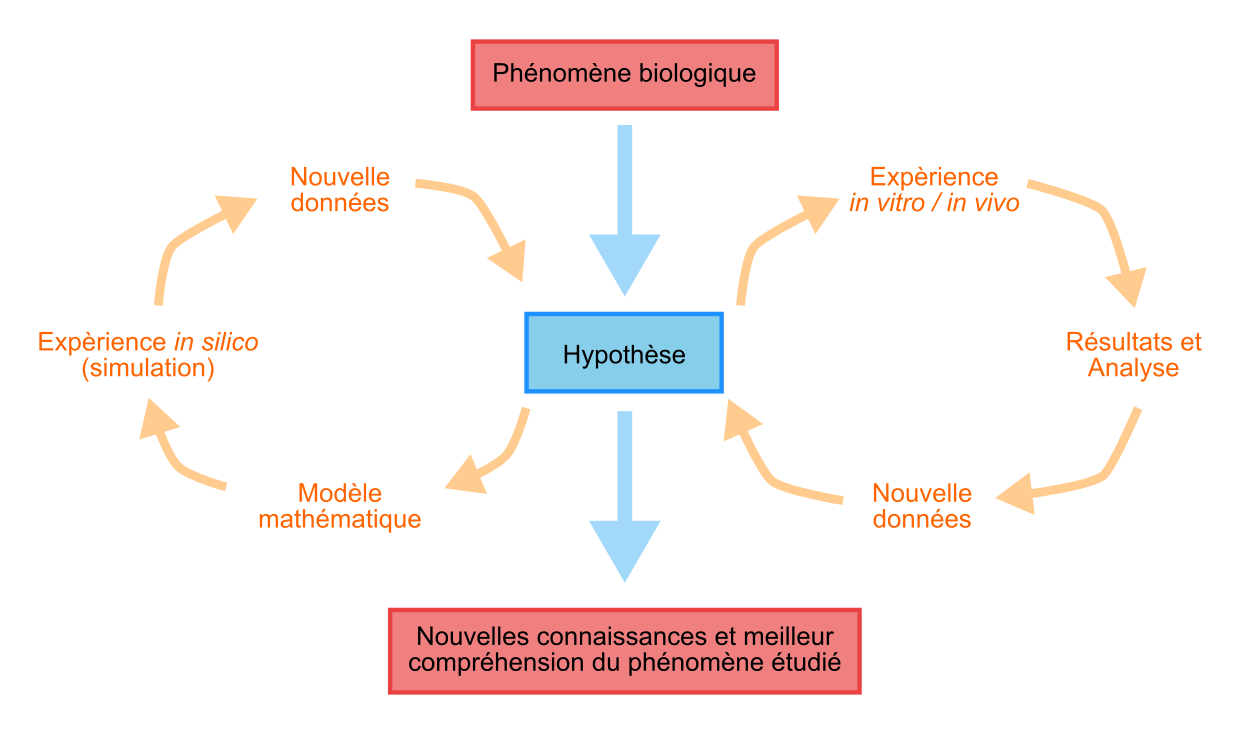 Phénomène biologique
Nouvelle
données
Expèrience
in vitro / in vivo
Expèrience in silico
(simulation)
Hypothèse
Résultats et
Analyse
Modèle
mathématique
Nouvelle
données
Nouvelles connaissances et meilleur
compréhension du phénomène étudié